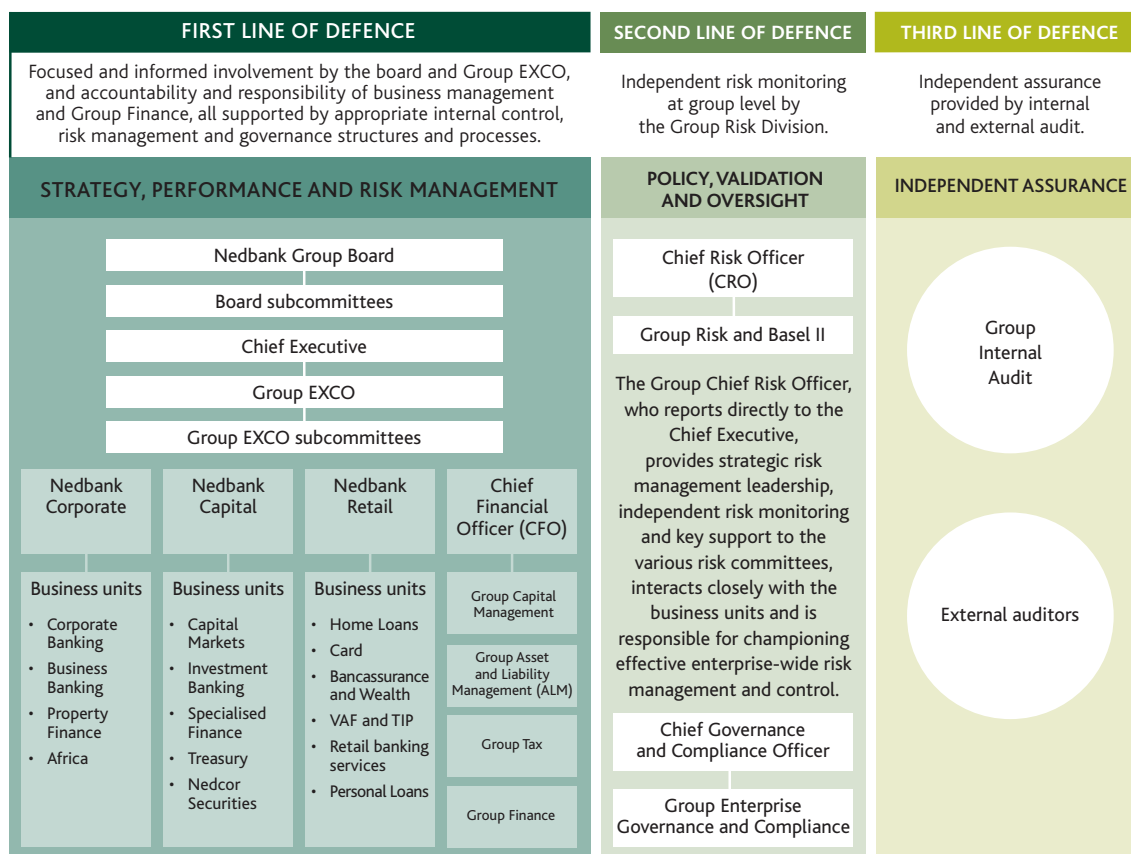 FIRST LINE OF DEFENCE
Focused and informed involvement by the board and Group EXCO,
and accountability and responsibility of business management
and Group Finance, all supported by appropriate internal control,
risk management and governance structures and processes.
STRATEGY, PERFORMANCE AND RISK MANAGEMENT
Nedbank Group Board
Board subcommittees
Chief Executive
Group EXCO
Group EXCO subcommittees
Nedbank
Corporate
Business units
• Corporate
Banking
• Business
Banking
• Property
Finance
• Africa
Nedbank
Capital
Business units
• Capital
Markets
• Investment
Banking
• Specialised
Finance
• Treasury
• Nedcor
Securities
Nedbank
Retail
Business units
• Home Loans
• Card
• Bancassurance
and Wealth
• VAF and TIP
• Retail banking
services
• Personal Loans
Chief
Financial
Officer (CFO)
Group Capital
Management
Group Asset
and Liability
Management (ALM)
Group Tax
Group Finance
SECOND LINE OF DEFENCE
Independent risk monitoring
at group level by
the Group Risk Division.
POLICY, VALIDATION
AND OVERSIGHT
Chief Risk Officer
(CRO)
Group Risk and Basel II
The Group Chief Risk Officer,
who reports directly to the
Chief Executive,
provides strategic risk
management leadership,
independent risk monitoring
and key support to the
various risk committees,
interacts closely with the
business units and is
responsible for championing
effective enterprise-wide risk
management and control.
Chief Governance
and Compliance Officer
Group Enterprise
Governance and Compliance
THIRD LINE OF DEFENCE
Independent assurance
provided by internal
and external audit.
INDEPENDENT ASSURANCE
Group
Internal
Audit
External auditors